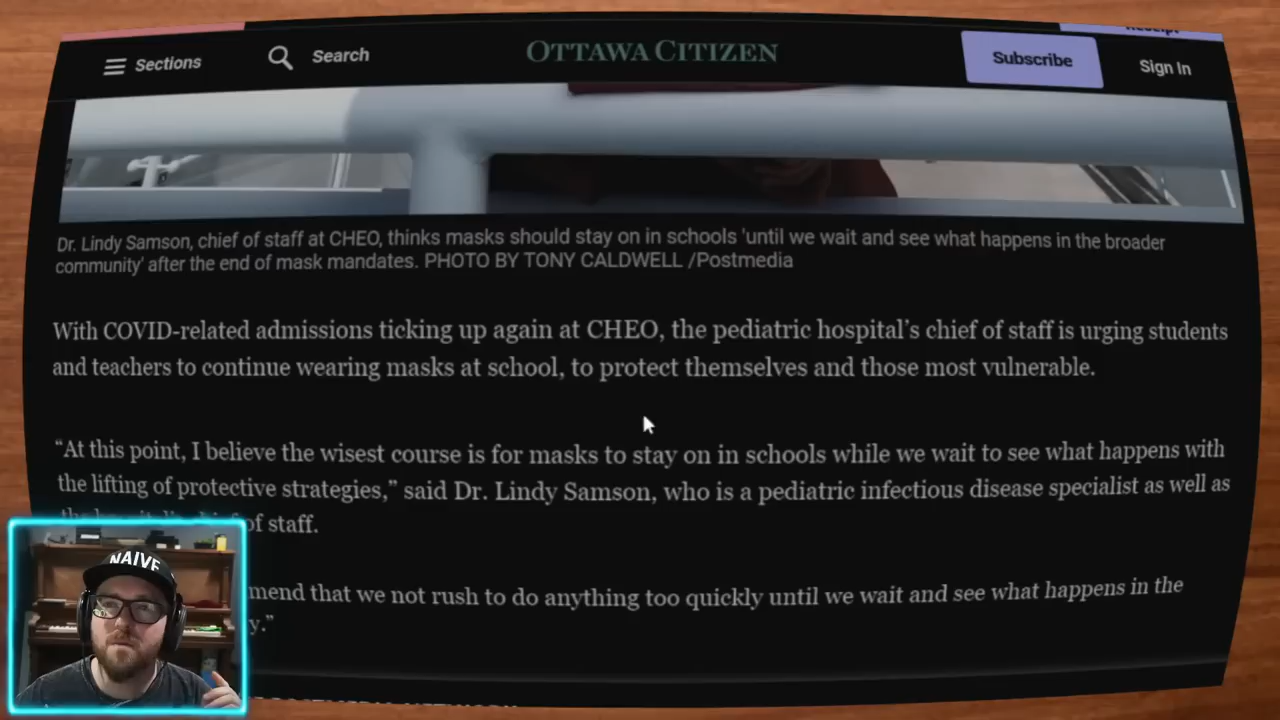 Sections
Search
OTTAWA CITIZEN
Subscribe
Sign In
Dr. Lindy Samson, chief of staff at CHEO, thinks masks should stay on in schools 'until we wait and see what happens in the broader
community' after the end of mask mandates. PHOTO BY TONY CALDWELL /Postmedia
With COVID-related admissions ticking up again at CHEO, the pediatric hospital's chief of staff is urging students
and teachers to continue wearing masks at school, to protect themselves and those most vulnerable.
“At this point, I believe the wisest course is for masks to stay on in schools while we wait to see what happens with
the lifting of protective strategies,” said Dr. Lindy Samson, who is a pediatric infectious disease specialist as well as
of staff.
mend that we not rush to do anything too quickly until we wait and see what happens in the
y.”
NAIVE